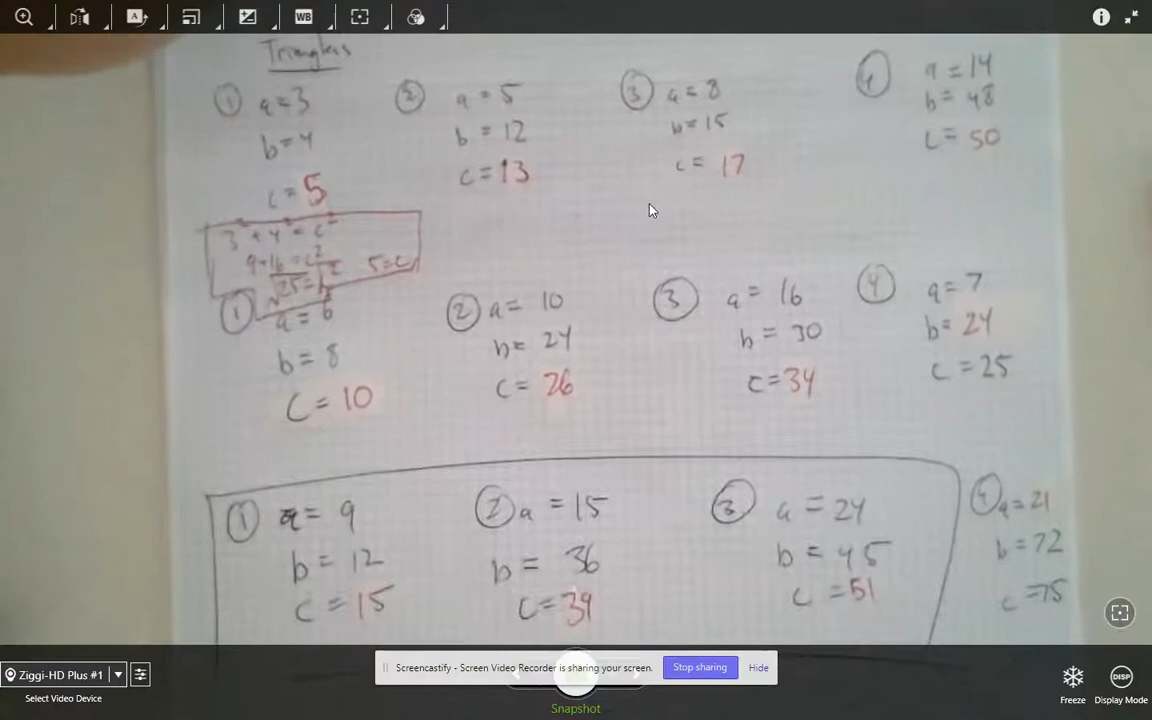 Triangles
① a=3
b=4
c=5
3²+4²=c²
9+16=c²
5=c
② a=5
b=12
c=13
③ a=8
b=15
c=17
④ a=14
b=48
c=50
① a=6
b=8
c=10
② a=10
b=24
c=26
③ a=16
b=30
c=34
④ a=7
b=24
c=25
① a=9
b=12
c=15
② a=15
b=36
c=39
③ a=24
b=45
c=51
④ a=21
b=72
c=75
WB
Ziggi-HD Plus #1
Select Video Device
Screencastify - Screen Video Recorder is sharing your screen.
Stop sharing
Hide
Snapshot
Freeze
DISP
Display Mode